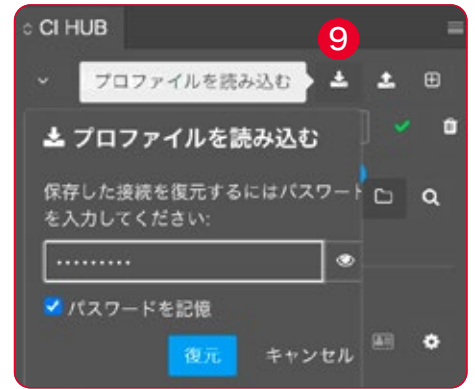 CI HUB
9
プロファイルを読み込む
プロファイルを読み込む
保存した接続を復元するにはパスワード
を入力してください:
パスワードを記憶
復元 キャンセル